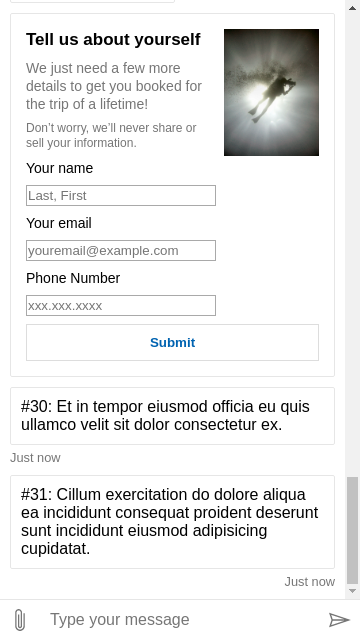 Tell us about yourself
We just need a few more
details to get you booked for
the trip of a lifetime!
Don't worry, we'll never share or
sell your information.
Your name
Last, First
Your email
youremail@example.com
Phone Number
xxx.xxx.xxxx
Submit
#30: Et in tempor eiusmod officia eu quis
ullamco velit sit dolor consectetur ex.
Just now
#31: Cillum exercitation do dolore aliqua
ea incididunt consequat proident deserunt
sunt incididunt eiusmod adipisicing
cupidatat.
Just now
Type your message